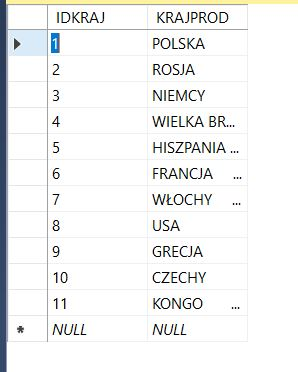 IDKRAJ KRAJPROD
1 POLSKA
2 ROSJA
3 NIEMCY
4 WIELKA BR...
5 HISZPANIA ...
6 FRANCJA ...
7 WŁOCHY ...
8 USA
9 GRECJA
10 CZECHY
11 KONGO ...
* NULL NULL